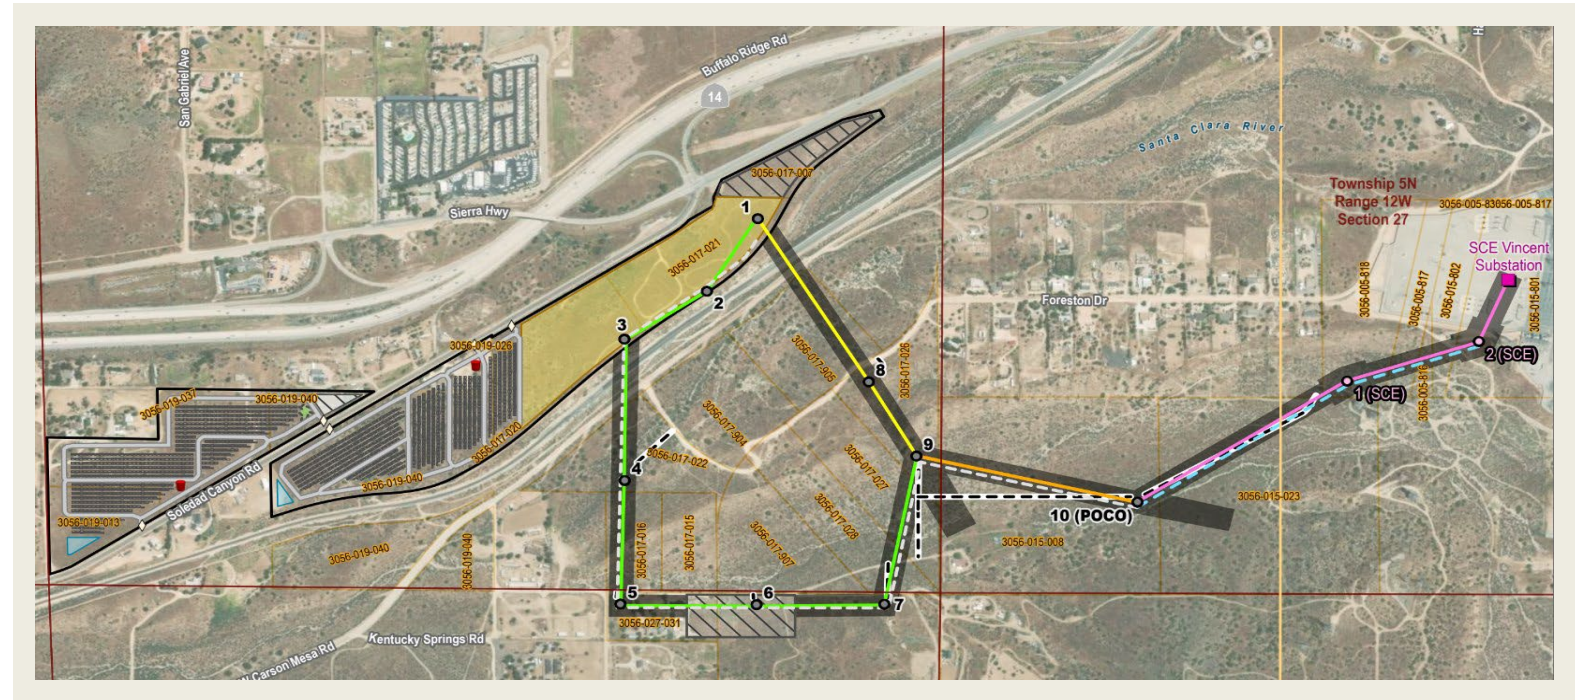 Buffalo Ridge Rd
San Gabriel Ave
14
Santa Clara River
3056-017-007
Township 5N
Range 12W
Section 27
3056-005-817
Sierra Hwy
1
3056-017-021
SCE Vincent
Substation
3056-005-818
3056-005-817
3056-015-802
3056-015-801
2
Foreston Dr
3
3056-019-026
3056-017-905
3056-017-026
2 (SCE)
8
1 (SCE)
3056-005-816
3056-019-037
3056-019-040
3056-017-904
3056-017-020
9
3056-017-022
4
3056-017-027
3056-019-040
Soledad Canyon Rd
3056-015-023
3056-019-013
10 (POCO)
3056-017-028
3056-017-016
3056-017-015
3056-017-907
3056-015-008
3056-019-040
3056-019-040
5
6
7
3056-027-031
Kentucky Springs Rd
W Carson Mesa Rd